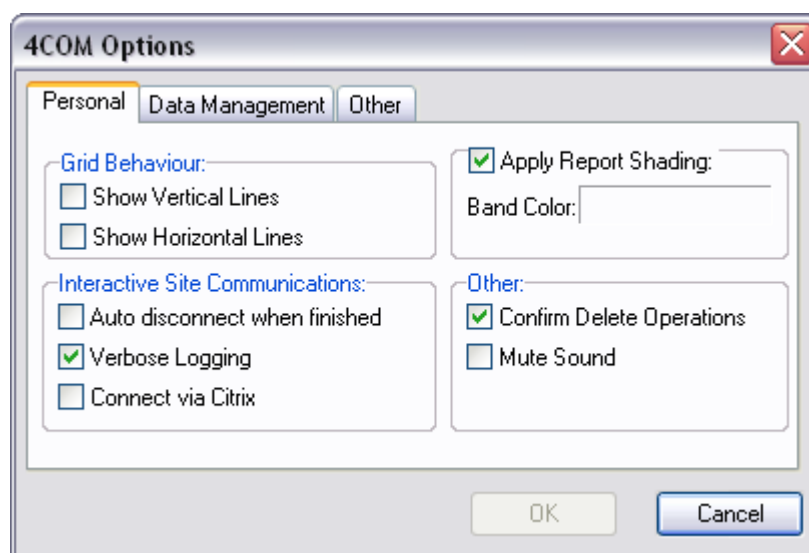 4COM Options
Personal
Data Management
Other
Grid Behaviour:
Show Vertical Lines
Show Horizontal Lines
Apply Report Shading:
Band Color:
Interactive Site Communications:
Auto disconnect when finished
Verbose Logging
Connect via Citrix
Other:
Confirm Delete Operations
Mute Sound
OK
Cancel